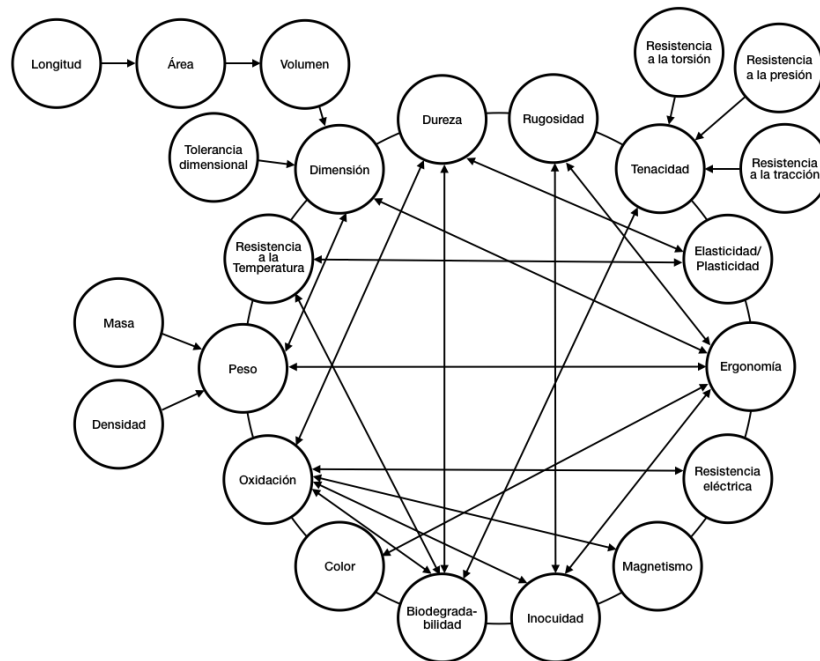 Longitud
Área
Volumen
Resistencia
a la torsión
Resistencia
a la presión
Tolerancia
dimensional
Dimensión
Dureza
Rugosidad
Tenacidad
Resistencia
a la tracción
Resistencia
a la
Temperatura
Elasticidad/
Plasticidad
Masa
Peso
Ergonomía
Densidad
Oxidación
Resistencia
eléctrica
Color
Magnetismo
Biodegrada-
bilidad
Inocuidad